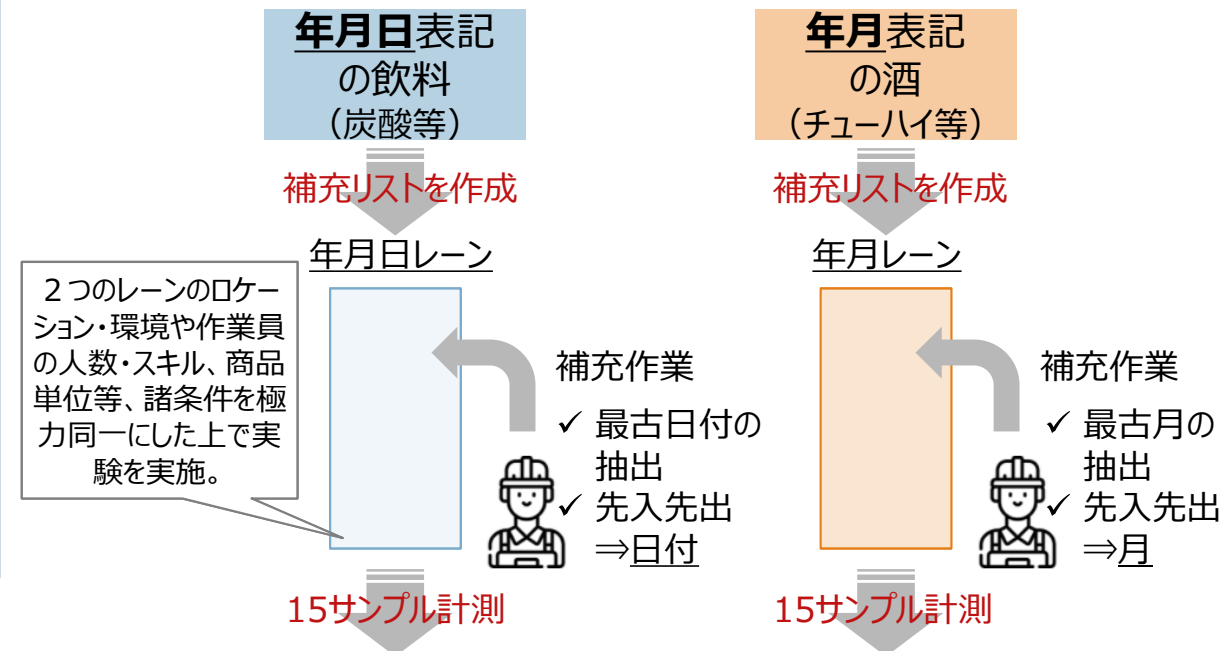 年月日表記
の飲料
（炭酸等）
補充リストを作成
年月日レーン
２つのレーンのロケー
ション・環境や作業員
の人数・スキル、商品
単位等、諸条件を極
力同一にした上で実
験を実施。
補充作業
✓ 最古日付の
抽出
✓ 先入先出
⇒日付
15サンプル計測
年月表記
の酒
（チューハイ等）
補充リストを作成
年月レーン
補充作業
✓ 最古月の
抽出
✓ 先入先出
⇒月
15サンプル計測